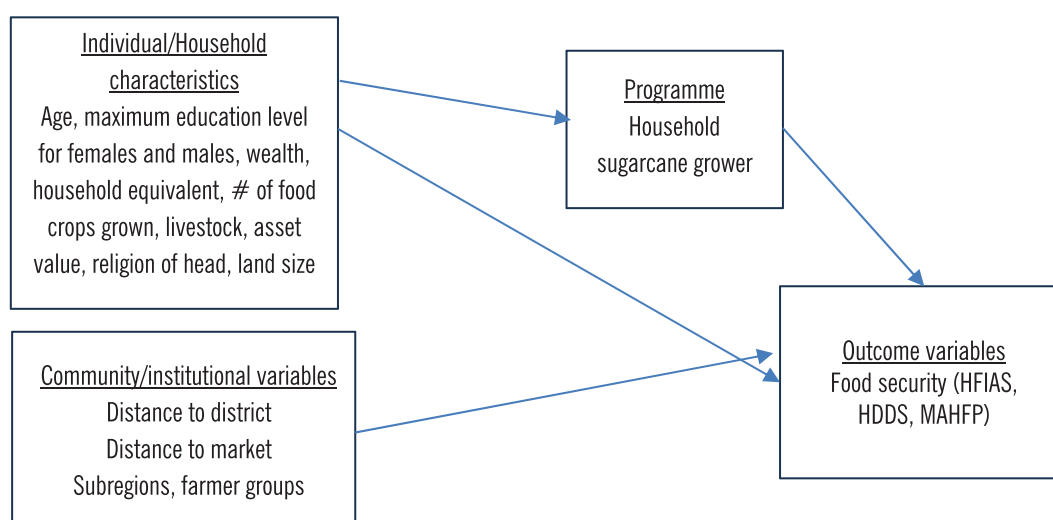 Individual/Household
characteristics
Age, maximum education level
for females and males, wealth,
household equivalent, # of food
crops grown, livestock, asset
value, religion of head, land size
Programme
Household
sugarcane grower
Community/institutional variables
Distance to district
Distance to market
Subregions, farmer groups
Outcome variables
Food security (HFIAS,
HDDS, MAHFP)